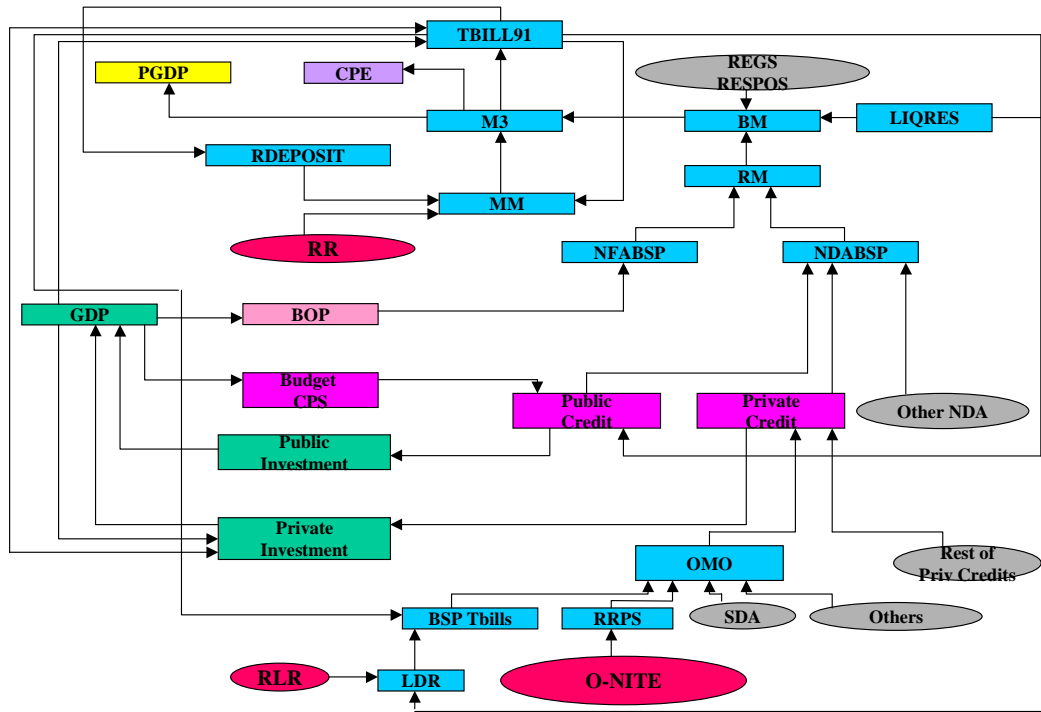 TBILL91
REGS
RESPOS
PGDP
CPE
M3
BM
LIQRES
RDEPOSIT
RM
MM
RR
NFABSP
NDABSP
GDP
BOP
Budget
CPS
Public
Credit
Private
Credit
Other NDA
Public
Investment
Private
Investment
OMO
Rest of
Priv Credits
BSP Tbills
RRPS
SDA
Others
RLR
LDR
O-NITE